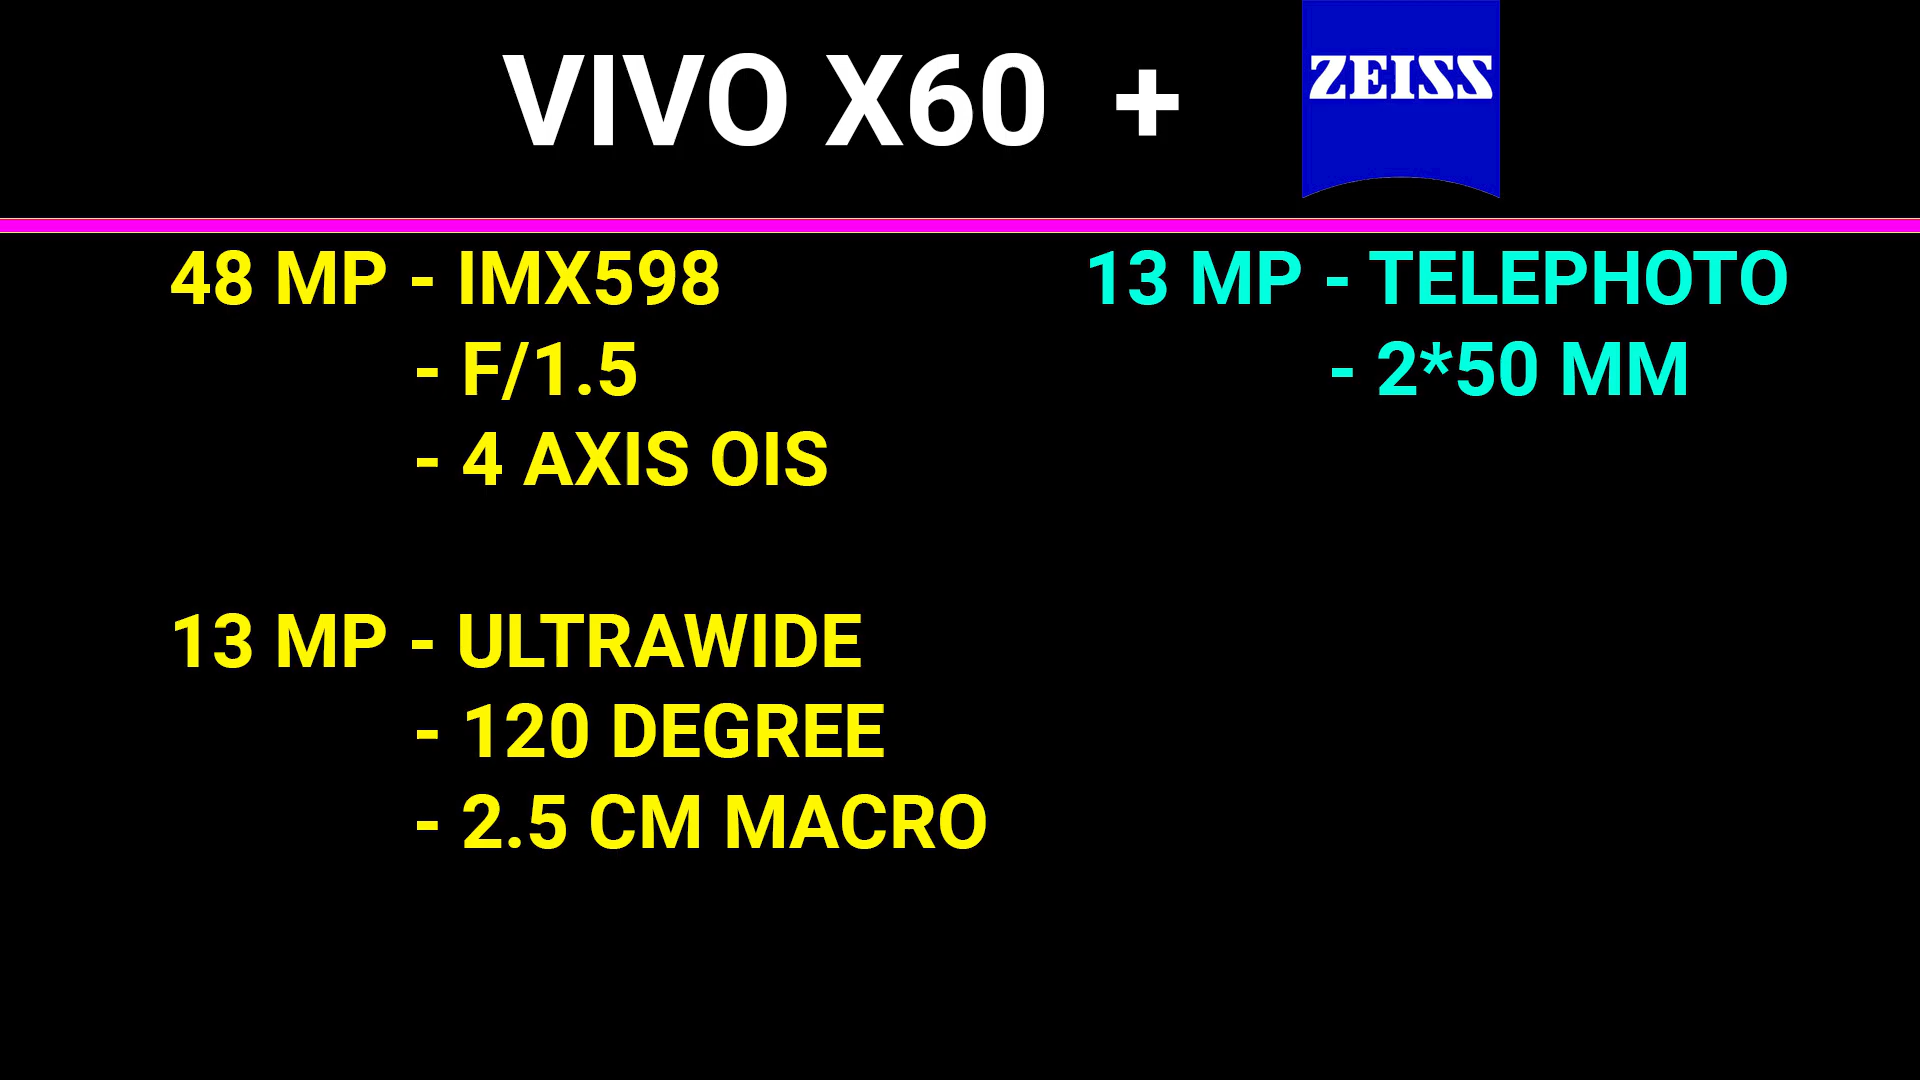 VIVO X60 +
ZEISS
48 MP - IMX598
- F/1.5
- 4 AXIS OIS
13 MP - ULTRAWIDE
- 120 DEGREE
- 2.5 CM MACRO
13 MP - TELEPHOTO
- 2*50 MM